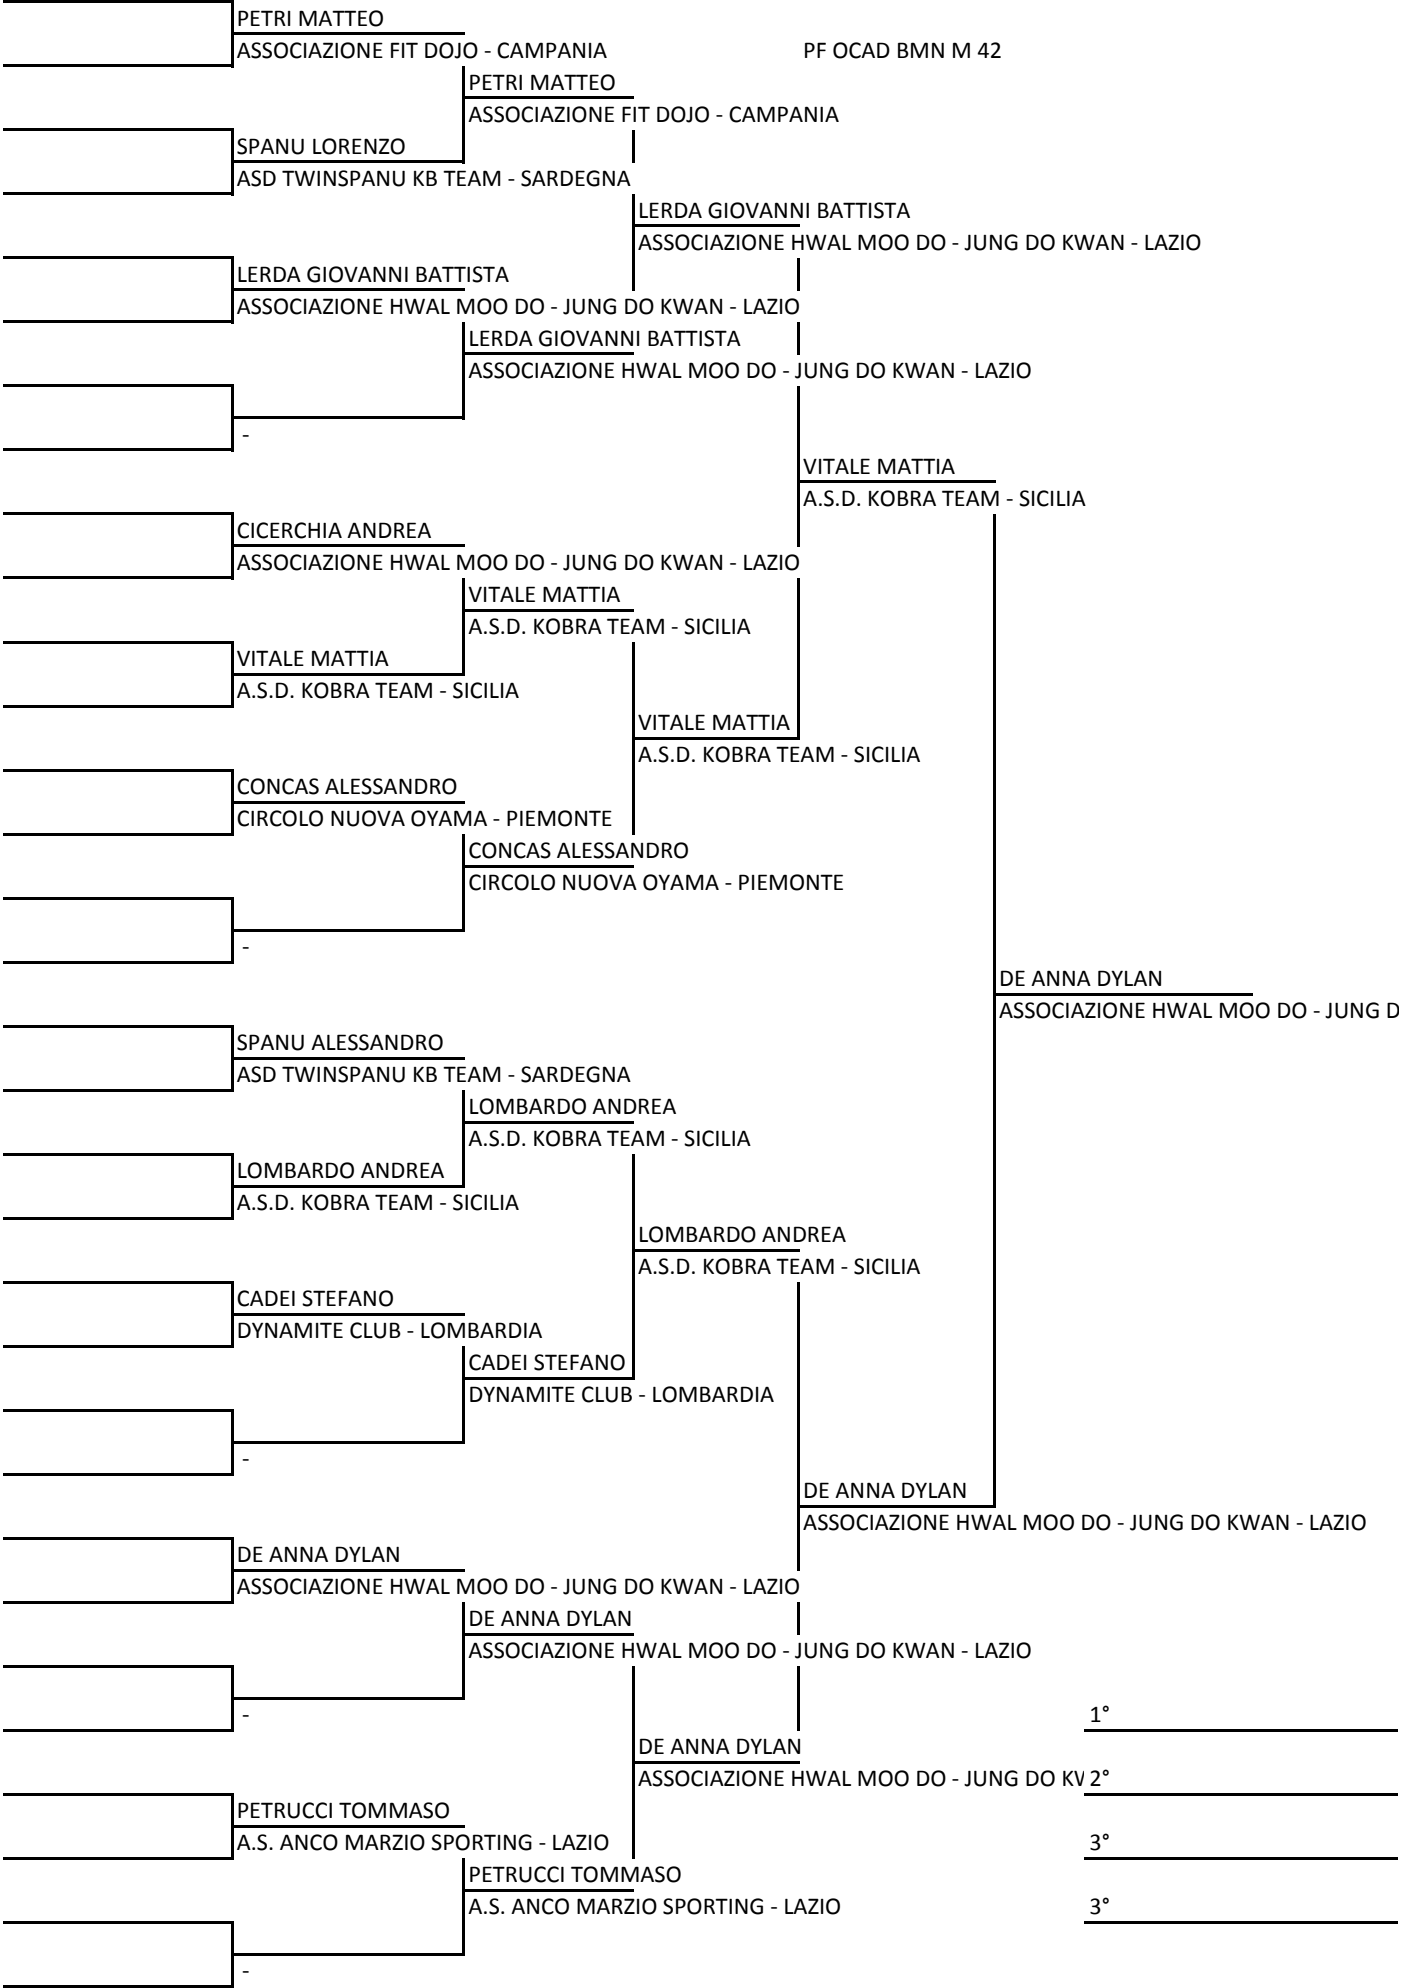 PETRI MATTEO
ASSOCIAZIONE FIT DOJO - CAMPANIA
PF OCAD BMN M 42
PETRI MATTEO
ASSOCIAZIONE FIT DOJO - CAMPANIA
SPANU LORENZO
ASD TWINSPANU KB TEAM - SARDEGNA
LERDA GIOVANNI BATTISTA
ASSOCIAZIONE HWAL MOO DO - JUNG DO KWAN - LAZIO
LERDA GIOVANNI BATTISTA
ASSOCIAZIONE HWAL MOO DO - JUNG DO KWAN - LAZIO
LERDA GIOVANNI BATTISTA
ASSOCIAZIONE HWAL MOO DO - JUNG DO KWAN - LAZIO
-
VITALE MATTIA
A.S.D. KOBRA TEAM - SICILIA
CICERCHIA ANDREA
ASSOCIAZIONE HWAL MOO DO - JUNG DO KWAN - LAZIO
VITALE MATTIA
A.S.D. KOBRA TEAM - SICILIA
VITALE MATTIA
A.S.D. KOBRA TEAM - SICILIA
VITALE MATTIA
A.S.D. KOBRA TEAM - SICILIA
CONCAS ALESSANDRO
CIRCOLO NUOVA OYAMA - PIEMONTE
CONCAS ALESSANDRO
CIRCOLO NUOVA OYAMA - PIEMONTE
-
DE ANNA DYLAN
ASSOCIAZIONE HWAL MOO DO - JUNG D
SPANU ALESSANDRO
ASD TWINSPANU KB TEAM - SARDEGNA
LOMBARDO ANDREA
A.S.D. KOBRA TEAM - SICILIA
LOMBARDO ANDREA
A.S.D. KOBRA TEAM - SICILIA
LOMBARDO ANDREA
A.S.D. KOBRA TEAM - SICILIA
CADEI STEFANO
DYNAMITE CLUB - LOMBARDIA
CADEI STEFANO
DYNAMITE CLUB - LOMBARDIA
-
DE ANNA DYLAN
ASSOCIAZIONE HWAL MOO DO - JUNG DO KWAN - LAZIO
DE ANNA DYLAN
ASSOCIAZIONE HWAL MOO DO - JUNG DO KWAN - LAZIO
DE ANNA DYLAN
ASSOCIAZIONE HWAL MOO DO - JUNG DO KWAN - LAZIO
-
1°
DE ANNA DYLAN
ASSOCIAZIONE HWAL MOO DO - JUNG DO KV
2°
PETRUCCI TOMMASO
A.S. ANCO MARZIO SPORTING - LAZIO
3°
PETRUCCI TOMMASO
A.S. ANCO MARZIO SPORTING - LAZIO
3°
-